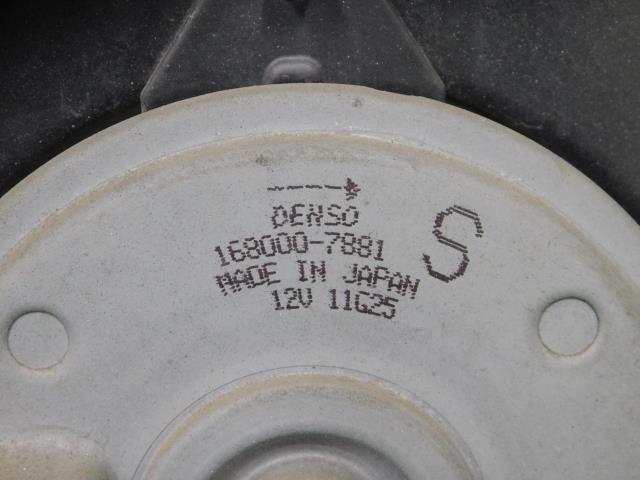 DENSO
168000-7881
MADE IN JAPAN
12V 11G25
S